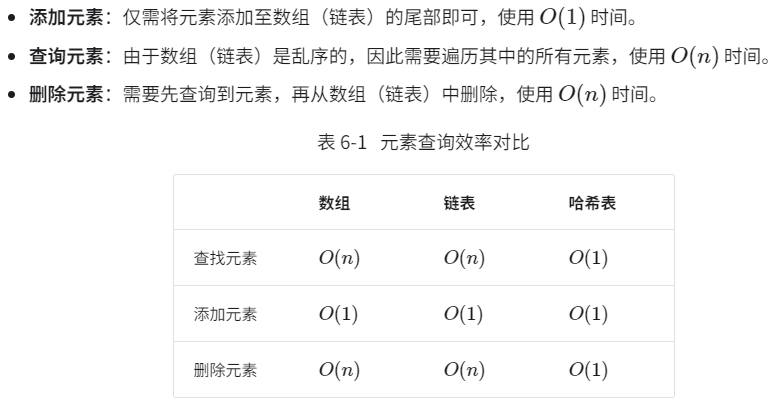 • 添加元素：仅需将元素添加至数组（链表）的尾部即可，使用 O(1) 时间。
• 查询元素：由于数组（链表）是乱序的，因此需要遍历其中的所有元素，使用 O(n) 时间。
• 删除元素：需要先查询到元素，再从数组（链表）中删除，使用 O(n) 时间。
表 6-1 元素查询效率对比
数组 链表 哈希表
查找元素 O(n) O(n) O(1)
添加元素 O(1) O(1) O(1)
删除元素 O(n) O(n) O(1)